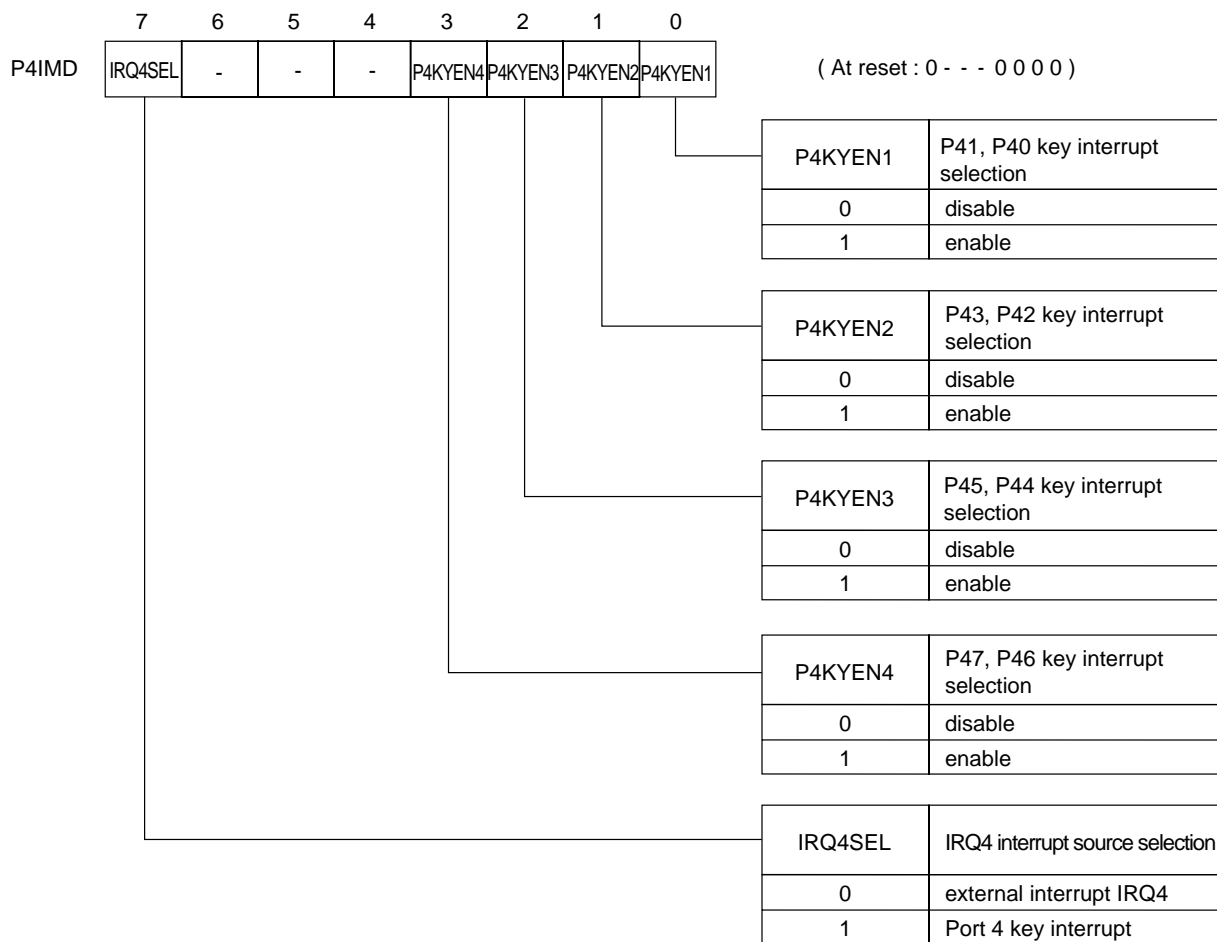 7 6 5 4 3 2 1 0
P4IMD IRQ4SEL - - - P4KYEN4 P4KYEN3 P4KYEN2 P4KYEN1 ( At reset : 0 - - - 0 0 0 0 )
P4KYEN1 P41, P40 key interrupt
selection
0 disable
1 enable
P4KYEN2 P43, P42 key interrupt
selection
0 disable
1 enable
P4KYEN3 P45, P44 key interrupt
selection
0 disable
1 enable
P4KYEN4 P47, P46 key interrupt
selection
0 disable
1 enable
IRQ4SEL IRQ4 interrupt source selection
0 external interrupt IRQ4
1 Port 4 key interrupt